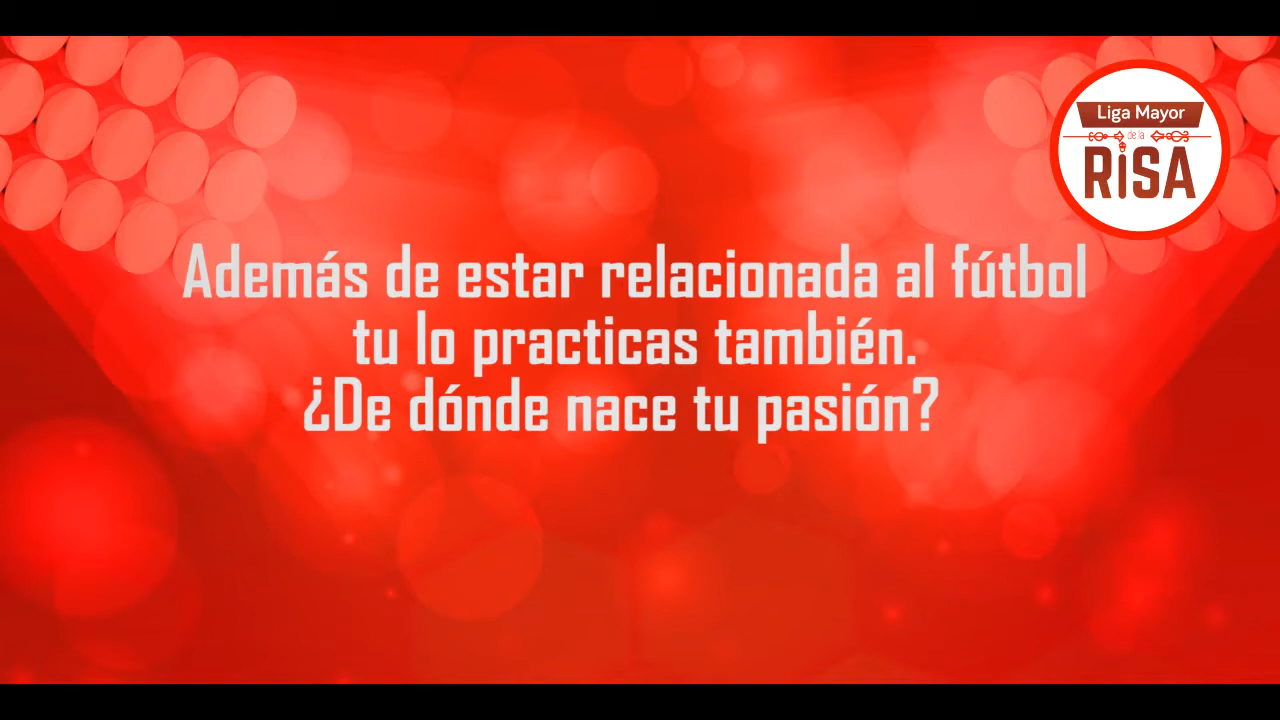 Liga Mayor
de la
RISA
Además de estar relacionada al fútbol
tu lo practicas también.
¿De dónde nace tu pasión?